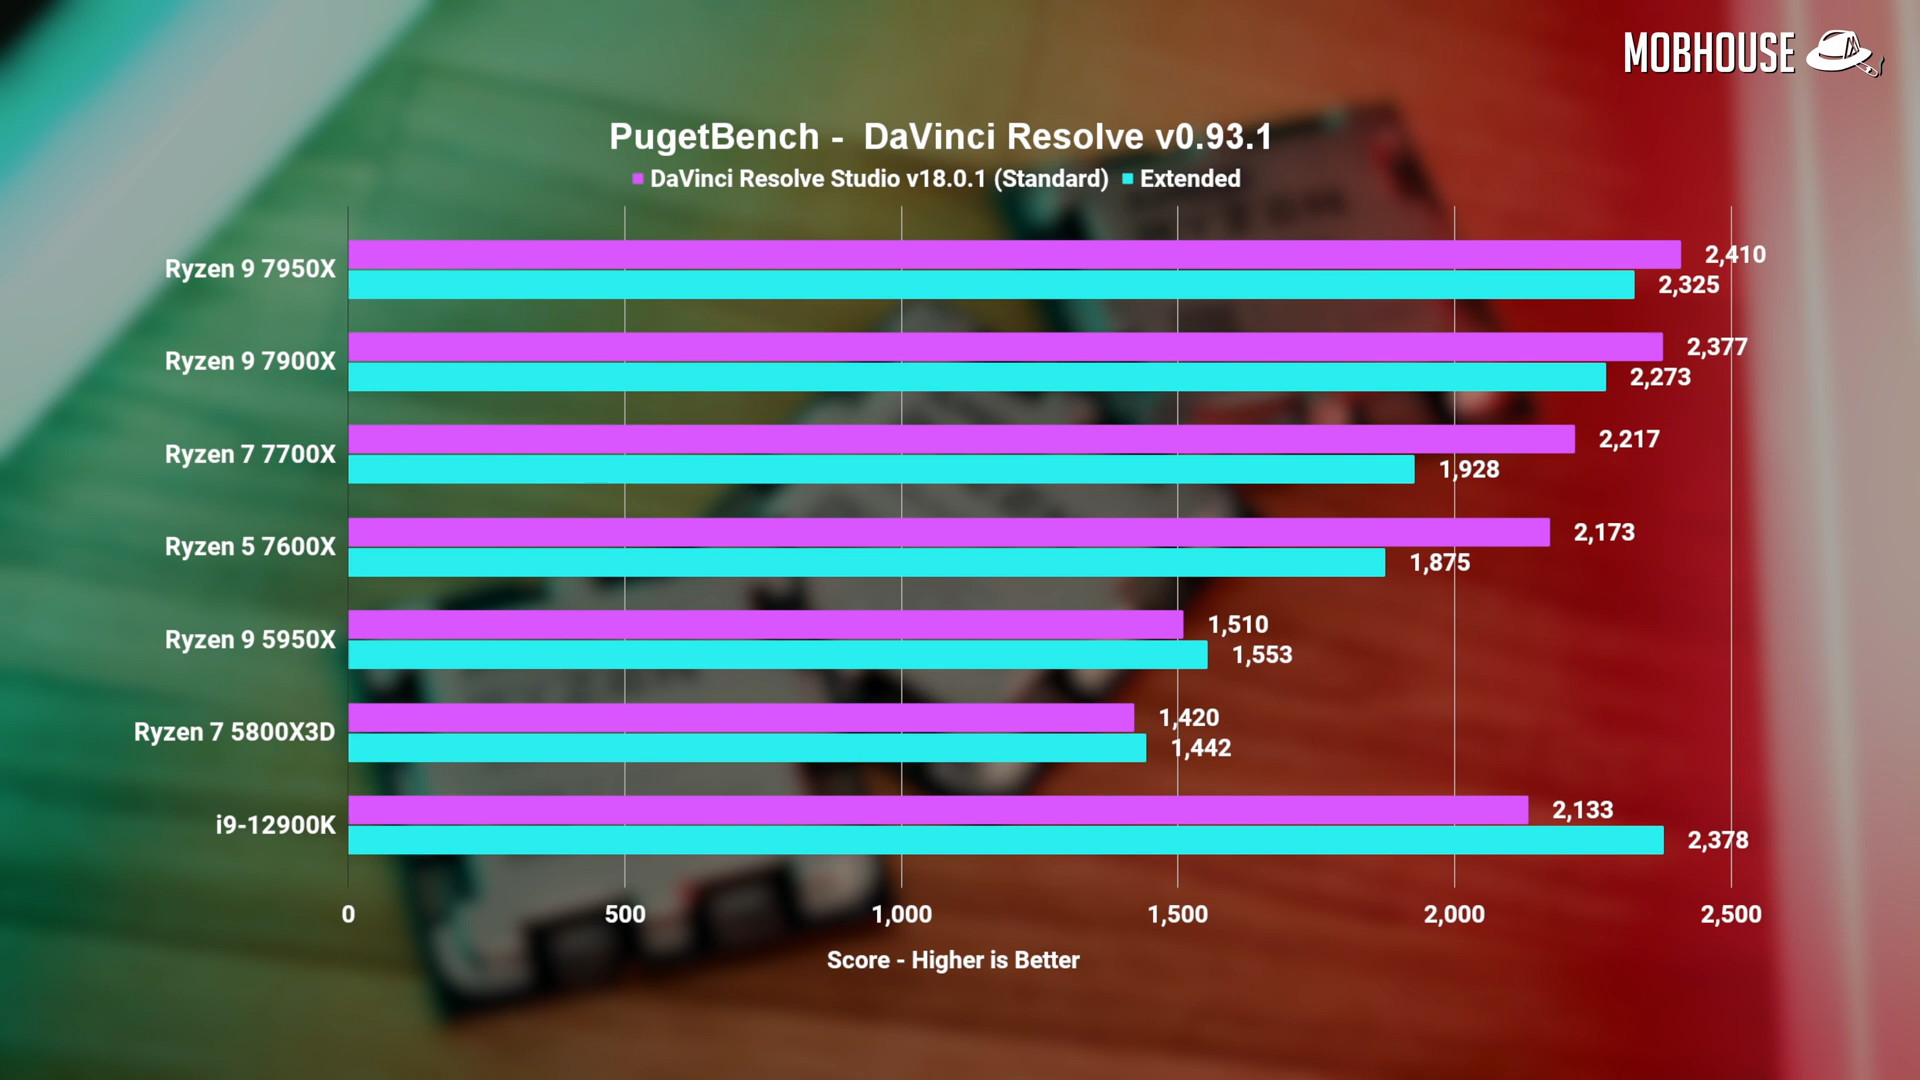 MOBHOUSE
PugetBench - DaVinci Resolve v0.93.1
DaVinci Resolve Studio v18.0.1 (Standard) Extended
Ryzen 9 7950X
2,410
2,325
Ryzen 9 7900X
2,377
2,273
Ryzen 7 7700X
2,217
1,928
Ryzen 5 7600X
2,173
1,875
Ryzen 9 5950X
1,510
1,553
Ryzen 7 5800X3D
1,420
1,442
i9-12900K
2,133
2,378
0 500 1,000 1,500 2,000 2,500
Score - Higher is Better